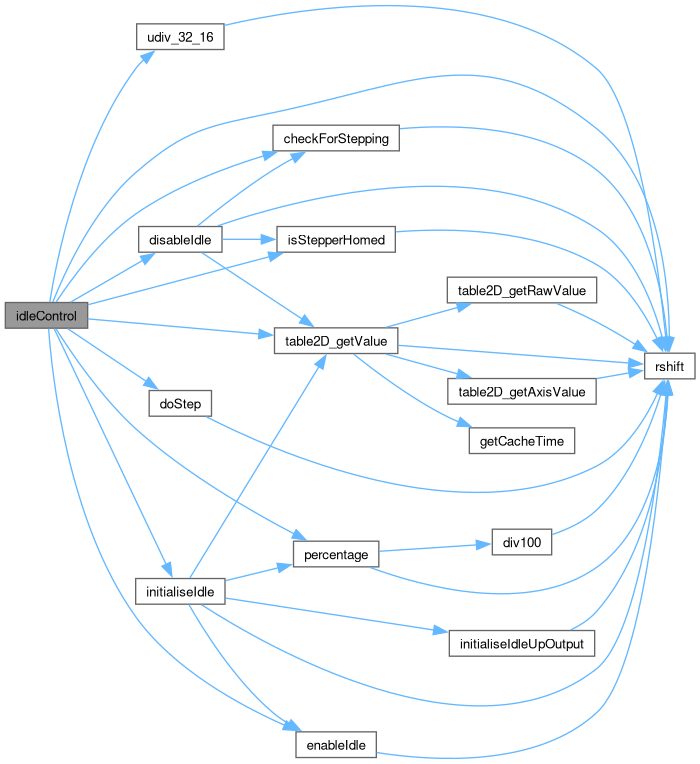 udiv_32_16
checkForStepping
disableIdle
isStepperHomed
table2D_getRawValue
idleControl
table2D_getValue
rshift
table2D_getAxisValue
doStep
getCacheTime
div100
percentage
initialiseIdle
initialiseIdleUpOutput
enableIdle